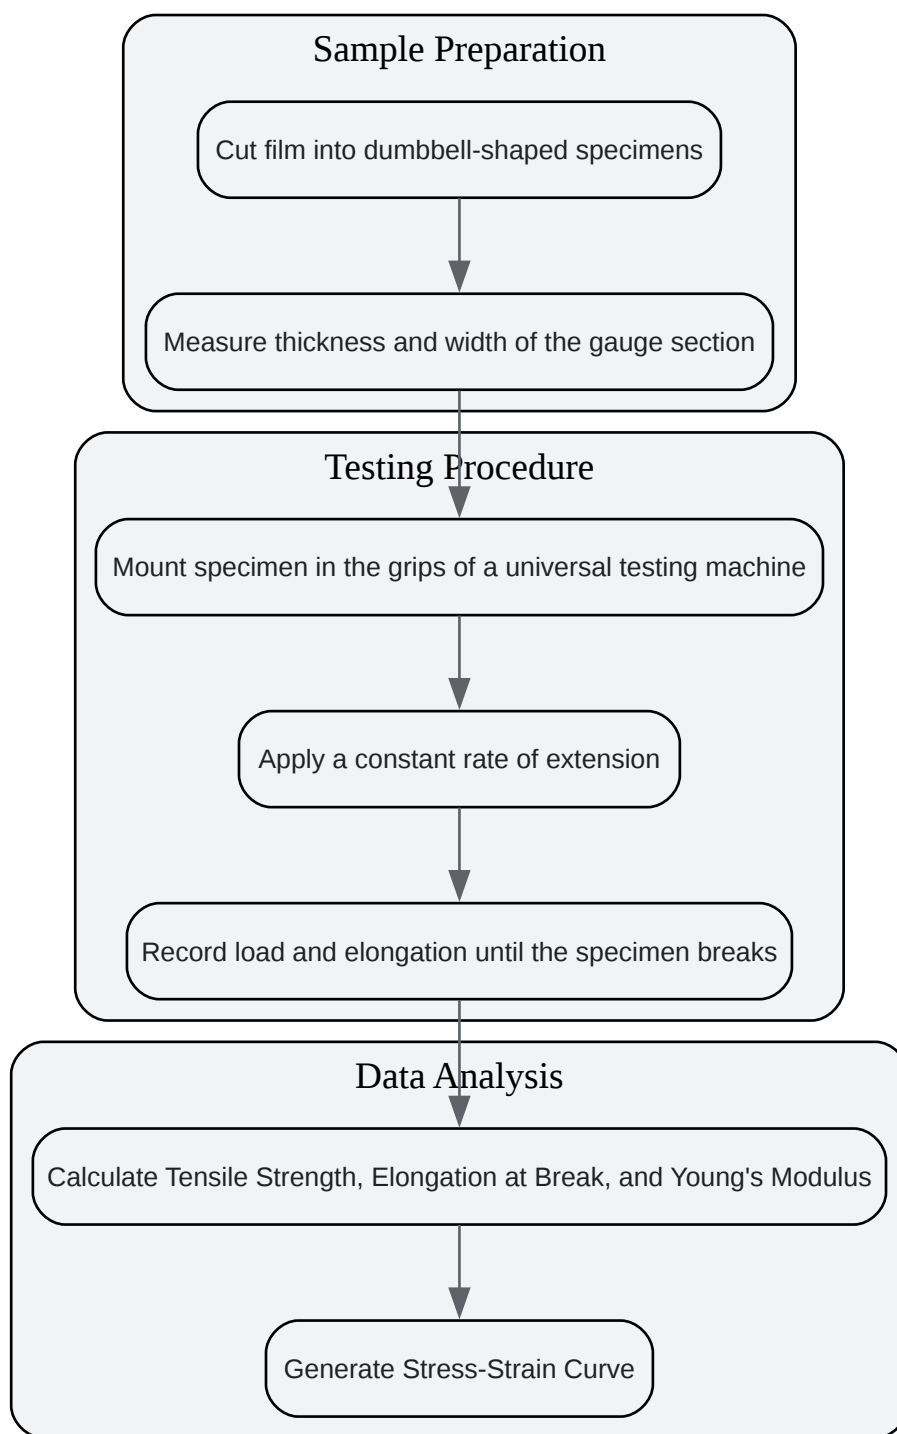 Sample Preparation
Cut film into dumbbell-shaped specimens
Measure thickness and width of the gauge section
Testing Procedure
Mount specimen in the grips of a universal testing machine
Apply a constant rate of extension
Record load and elongation until the specimen breaks
Data Analysis
Calculate Tensile Strength, Elongation at Break, and Young's Modulus
Generate Stress-Strain Curve